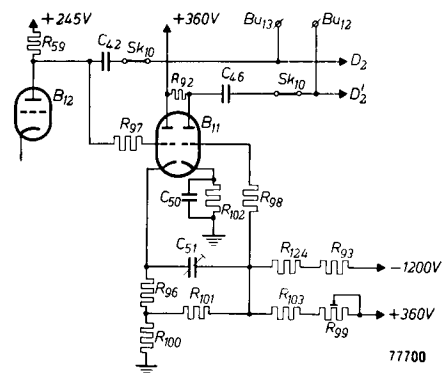 +245V
+360V
Bu13
Bu12
R59
C42
Sk10
D2
R92
C46
Sk10
D'2
B12
B11
R97
C50
R102
R98
C51
R124
R93
-1200V
R96
R101
R103
R99
+360V
R100
77700